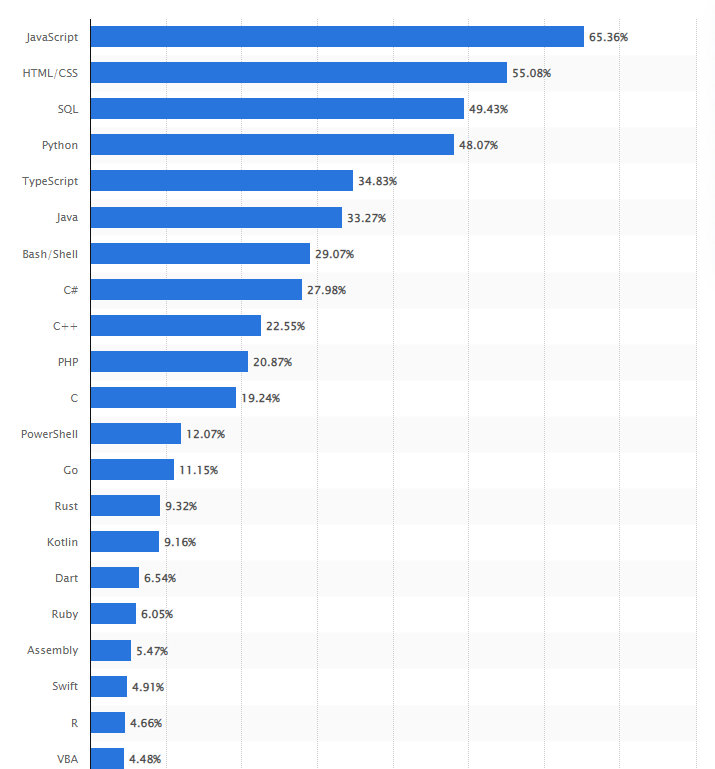 JavaScript 65.36%
HTML/CSS 55.08%
SQL 49.43%
Python 48.07%
TypeScript 34.83%
Java 33.27%
Bash/Shell 29.07%
C# 27.98%
C++ 22.55%
PHP 20.87%
C 19.24%
PowerShell 12.07%
Go 11.15%
Rust 9.32%
Kotlin 9.16%
Dart 6.54%
Ruby 6.05%
Assembly 5.47%
Swift 4.91%
R 4.66%
VBA 4.48%